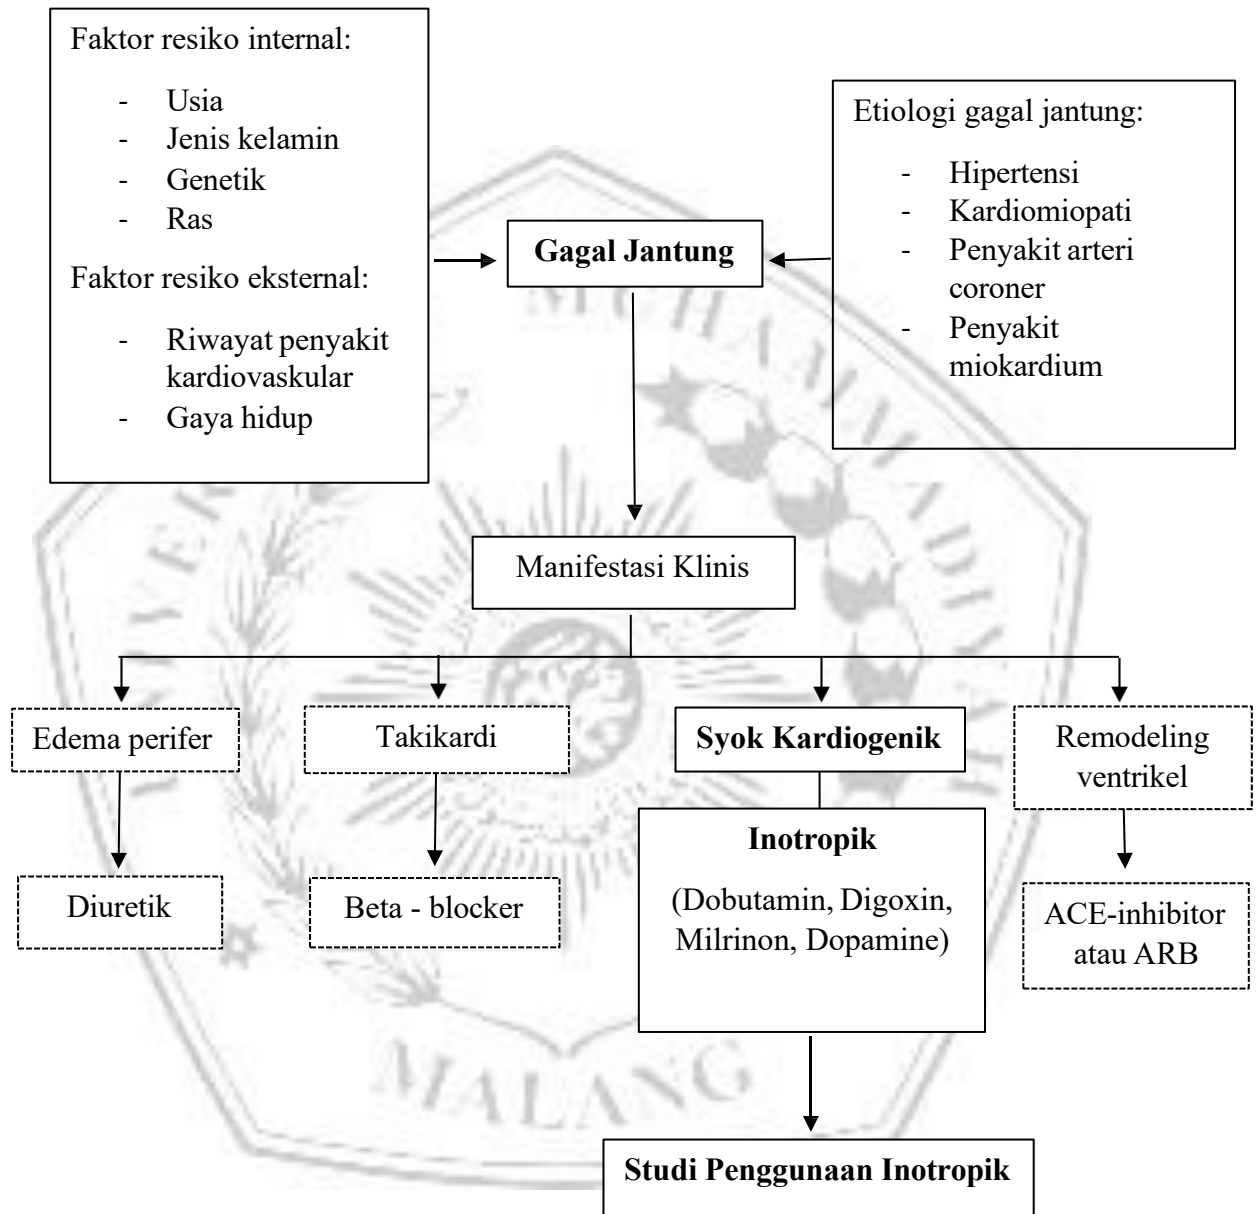 Faktor resiko internal:
- Usia
- Jenis kelamin
- Genetik
- Ras
Faktor resiko eksternal:
- Riwayat penyakit
kardiovaskular
- Gaya hidup
Etiologi gagal jantung:
- Hipertensi
- Kardiomiopati
- Penyakit arteri
coroner
- Penyakit
miokardium
Gagal Jantung
Manifestasi Klinis
Edema perifer
Takikardi
Syok Kardiogenik
Remodeling
ventrikel
Diuretik
Beta - blocker
Inotropik
(Dobutamin, Digoxin,
Milrinon, Dopamine)
ACE-inhibitor
atau ARB
Studi Penggunaan Inotropik
MUHAMMADIYAH
MALANG